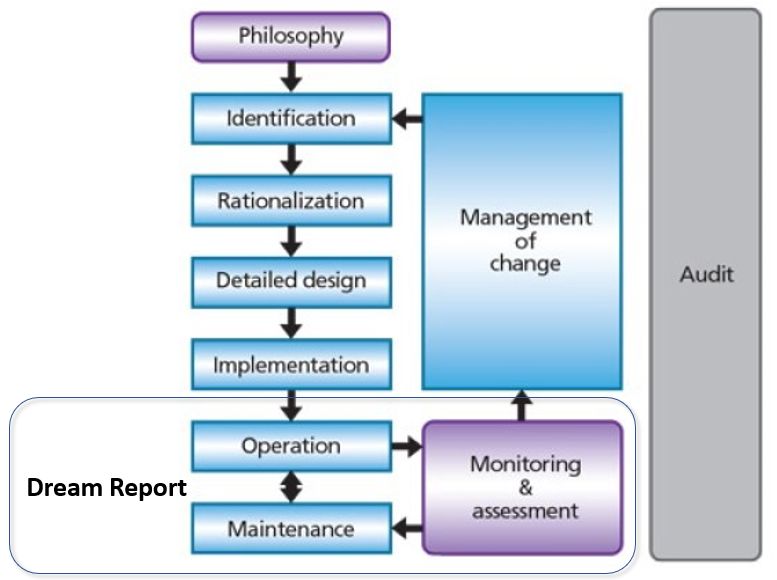 Philosophy
Identification
Rationalization
Detailed design
Implementation
Operation
Maintenance
Management
of
change
Monitoring
&
assessment
Audit
Dream Report